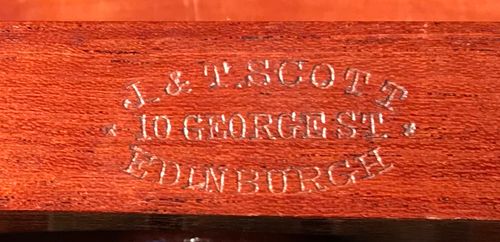 J. & T. SCOTT
10 GEORGE ST.
EDINBURGH